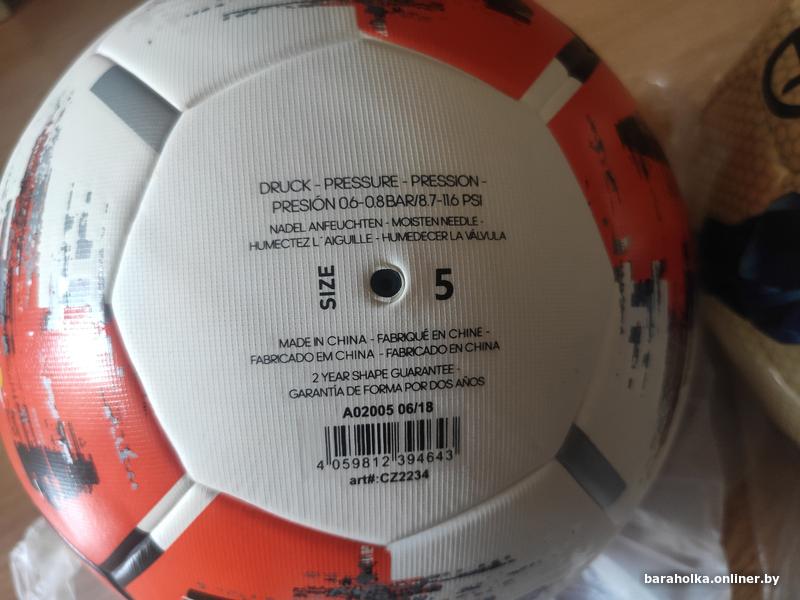 DRUCK - PRESSURE - PRESSION -
PRESIÓN 0.6-0.8BAR/8.7-11.6 PSI
NADEL ANFEUCHTEN - MOISTEN NEEDLE -
HUMECTEZ L´AIGUILLE - HUMEDECER LA VÁLVULA
SIZE 5
MADE IN CHINA - FABRIQUÉ EN CHINE -
FABRICADO EM CHINA - FABRICADO EN CHINA
2 YEAR SHAPE GUARANTEE -
GARANTÍA DE FORMA POR DOS AÑOS
A02005 06/18
4 059812 394643
art#:CZ2234
baraholka.onliner.by